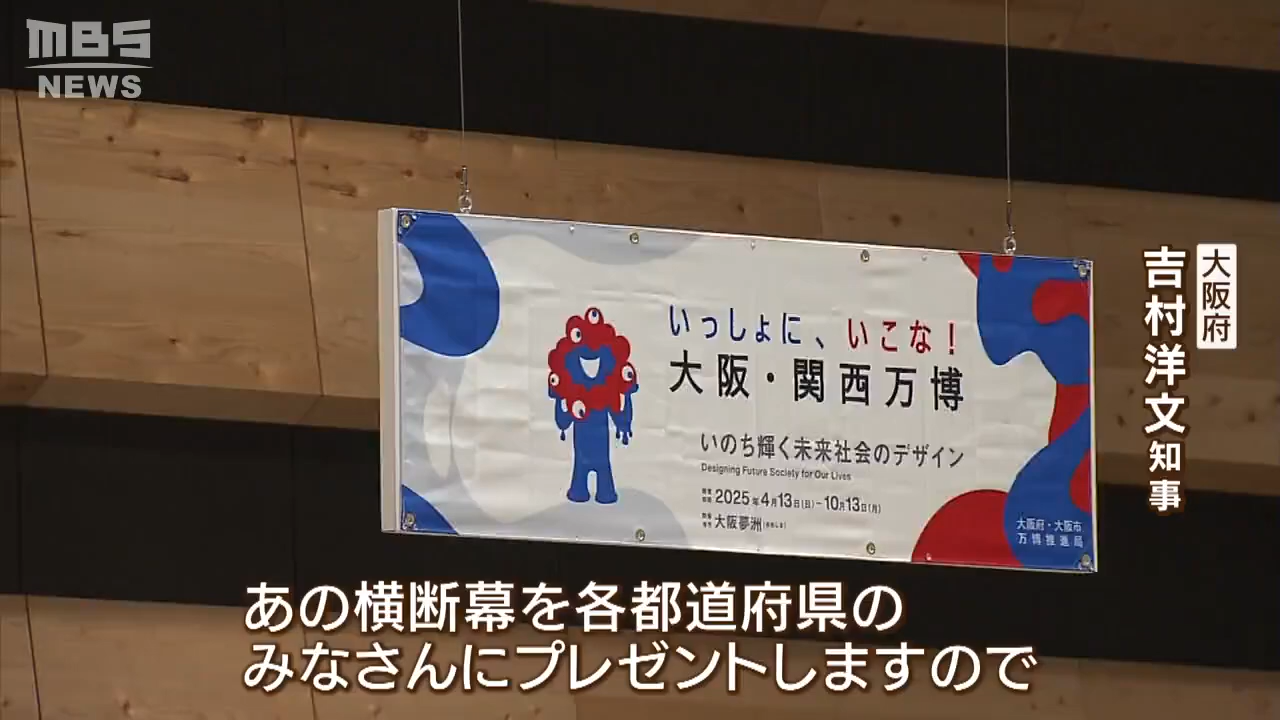 MBS
NEWS
いっしょに、いこな!
大阪・関西万博
いのち輝く未来社会のデザイン
Designing Future Society for Our Lives
2025年4月13日(日)-10月13日(月)
大阪夢洲
大阪府・大阪市
万博推進局
大阪府
吉村洋文知事
あの横断幕を各都道府県の
みなさんにプレゼントしますので